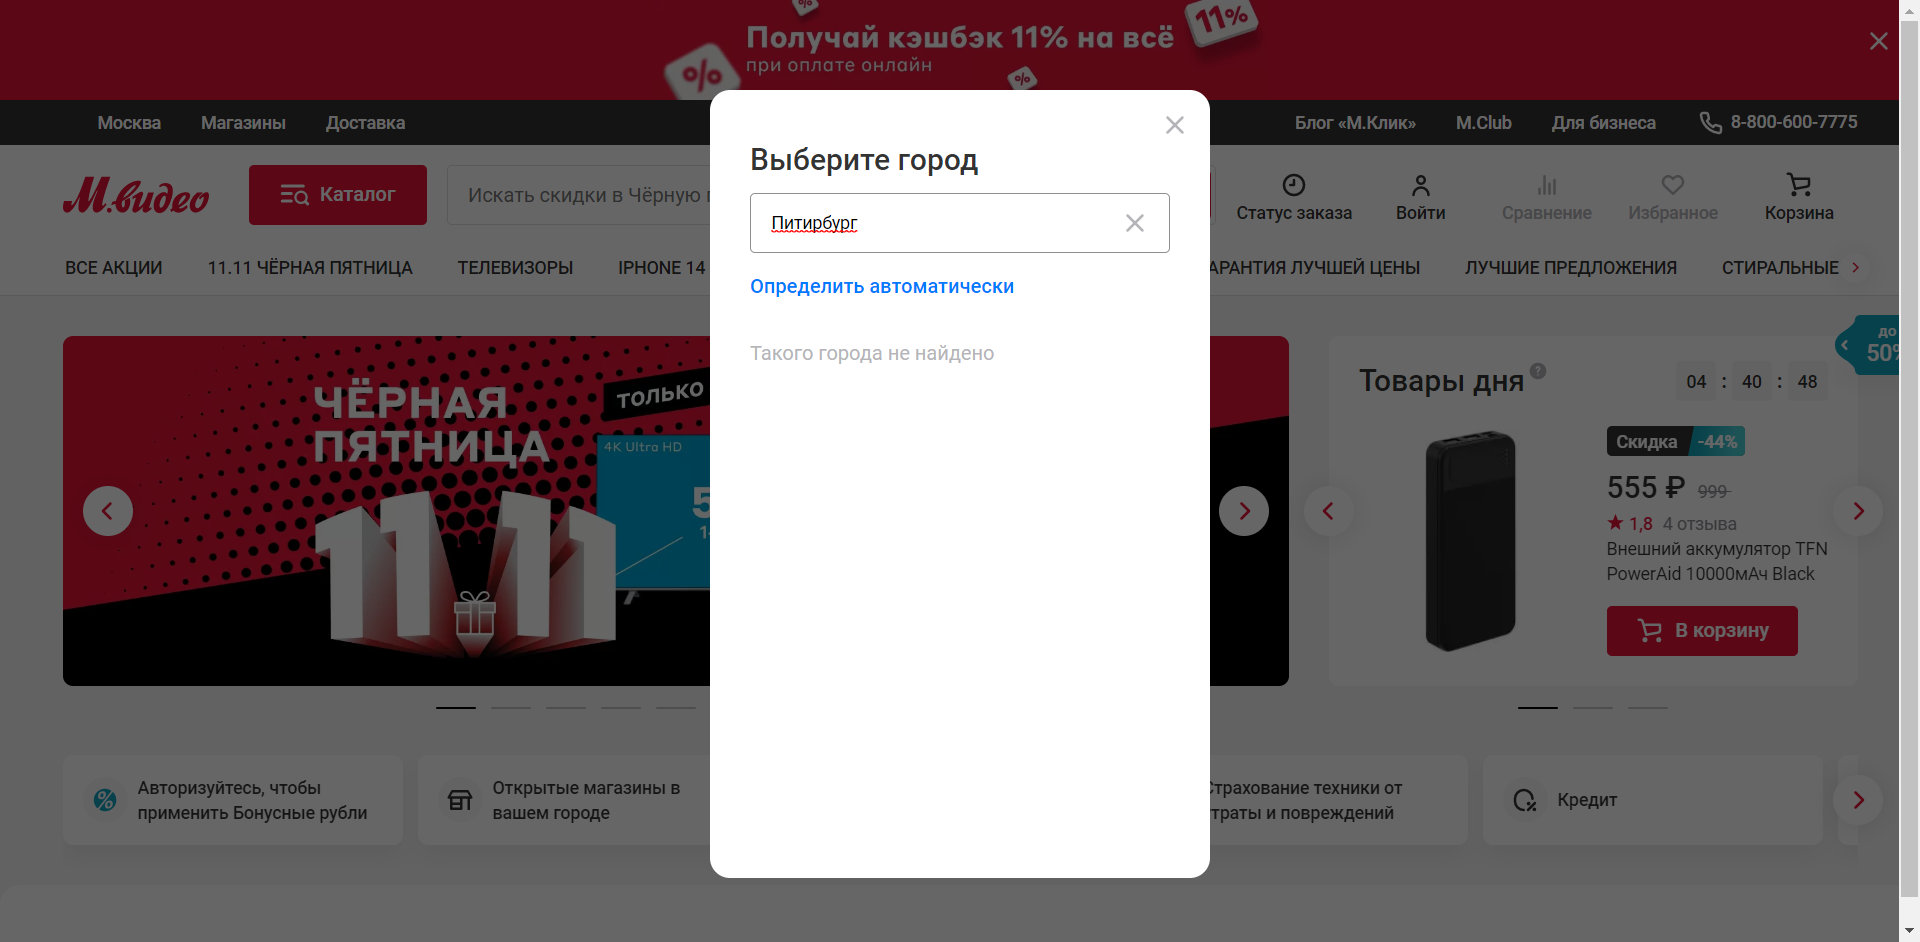 Получай кэшбэк 11% на всё
при оплате онлайн
11%
%
%
%
Москва
Магазины
Доставка
Блог «М.Клик»
M.Club
Для бизнеса
8-800-600-7775
М.видео
Каталог
Искать скидки в Чёрную
Статус заказа
Войти
Сравнение
Избранное
Корзина
ВСЕ АКЦИИ
11.11 ЧЁРНАЯ ПЯТНИЦА
ТЕЛЕВИЗОРЫ
IPHONE 14
АРАНТИЯ ЛУЧШЕЙ ЦЕНЫ
ЛУЧШИЕ ПРЕДЛОЖЕНИЯ
СТИРАЛЬНЫЕ
Выберите город
Питирбург
Определить автоматически
Такого города не найдено
ЧЁРНАЯ
ПЯТНИЦА
ТОЛЬКО
4K Ultra HD
11 11
Товары дня
?
04 : 40 : 48
до
50%
Скидка -44%
555 ₽ 999
1,8 4 отзыва
Внешний аккумулятор TFN
PowerAid 10000мАч Black
В корзину
Авторизуйтесь, чтобы
применить Бонусные рубли
Открытые магазины в
вашем городе
Страхование техники от
траты и повреждений
Кредит